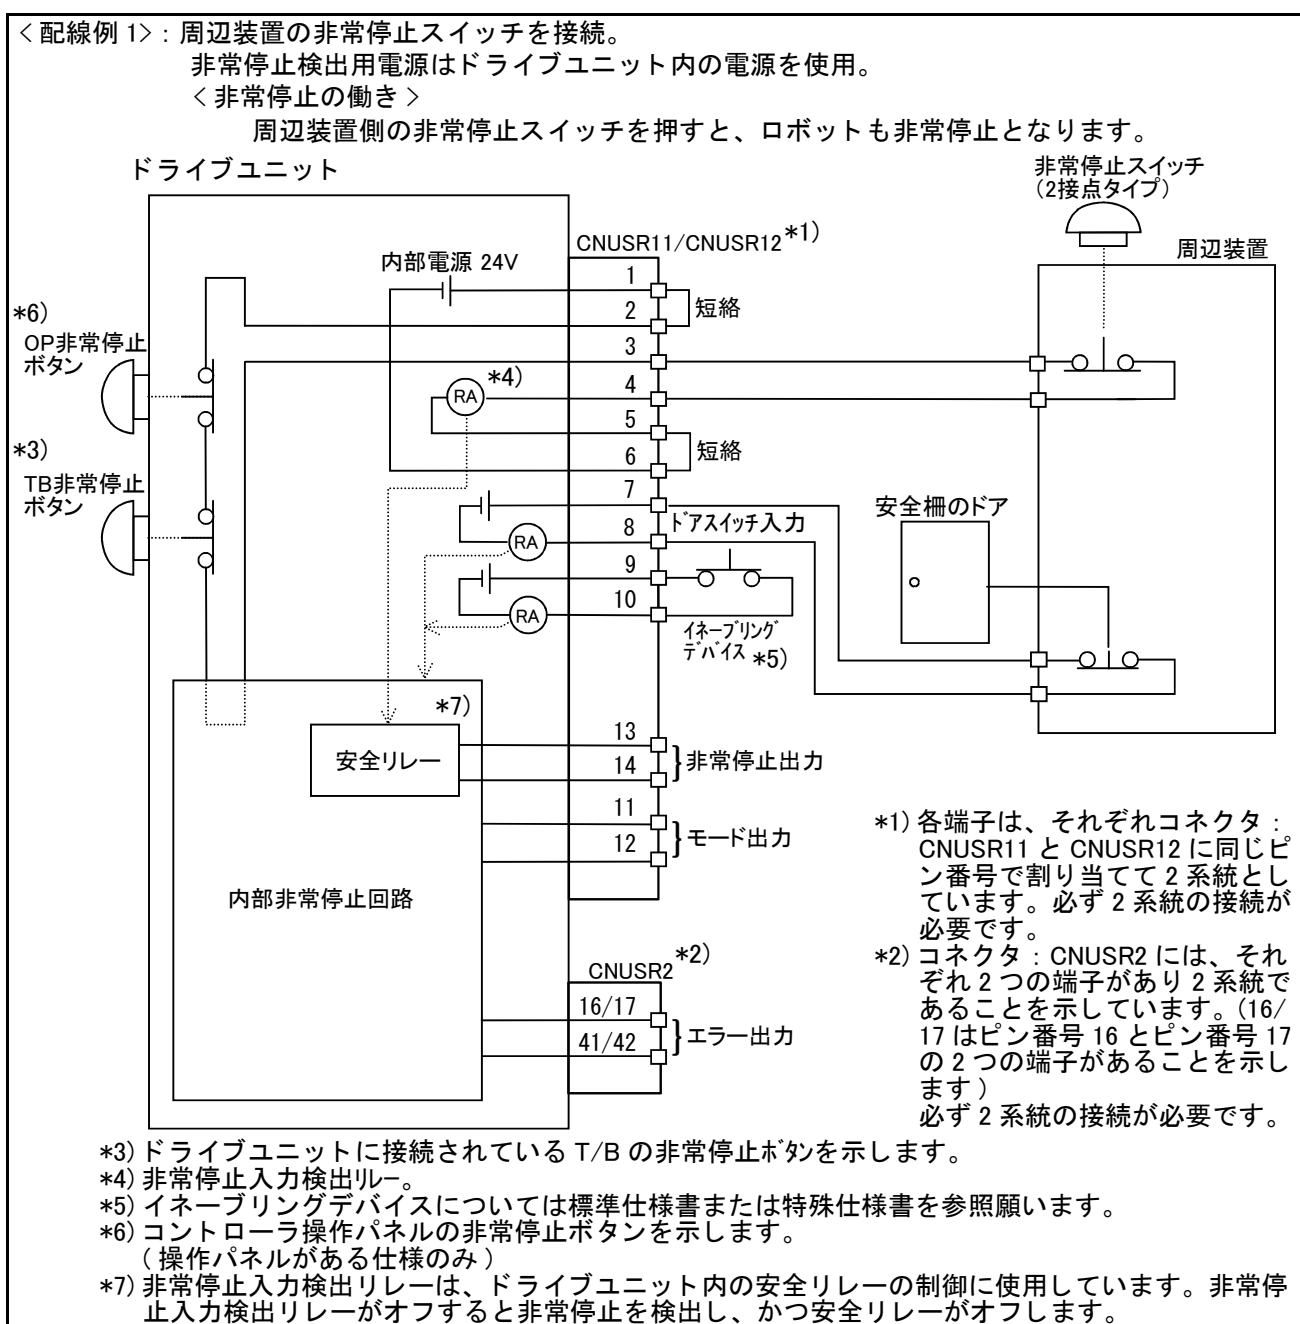 <配線例 1>:周辺装置の非常停止スイッチを接続。
非常停止検出用電源はドライブユニット内の電源を使用。
<非常停止の働き>
周辺装置側の非常停止スイッチを押すと、ロボットも非常停止となります。
ドライブユニット
非常停止スイッチ
(2接点タイプ)
CNUSR11/CNUSR12 *1)
周辺装置
内部電源 24V
1
2
短絡
*6)
OP非常停止
ボタン
3
4
RA
*4)
5
6
短絡
*3)
TB非常停止
ボタン
7
8
ドアスイッチ入力
安全柵のドア
RA
9
10
RA
イネーブリング
デバイス *5)
*7)
安全リレー
13
14
非常停止出力
11
12
モード出力
内部非常停止回路
CNUSR2 *2)
16/17
41/42
エラー出力
*1) 各端子は、それぞれコネクタ:
CNUSR11 と CNUSR12 に同じピ
ン番号で割り当てて 2 系統とし
ています。必ず 2 系統の接続が
必要です。
*2) コネクタ:CNUSR2 には、それ
ぞれ 2 つの端子があり 2 系統で
あることを示しています。(16/
17 はピン番号 16 とピン番号 17
の 2 つの端子があることを示し
ます)
必ず 2 系統の接続が必要です。
*3) ドライブユニットに接続されている T/B の非常停止ボタンを示します。
*4) 非常停止入力検出リレー。
*5) イネーブリングデバイスについては標準仕様書または特殊仕様書を参照願います。
*6) コントローラ操作パネルの非常停止ボタンを示します。
(操作パネルがある仕様のみ)
*7) 非常停止入力検出リレーは、ドライブユニット内の安全リレーの制御に使用しています。非常停
止入力検出リレーがオフすると非常停止を検出し、かつ安全リレーがオフします。